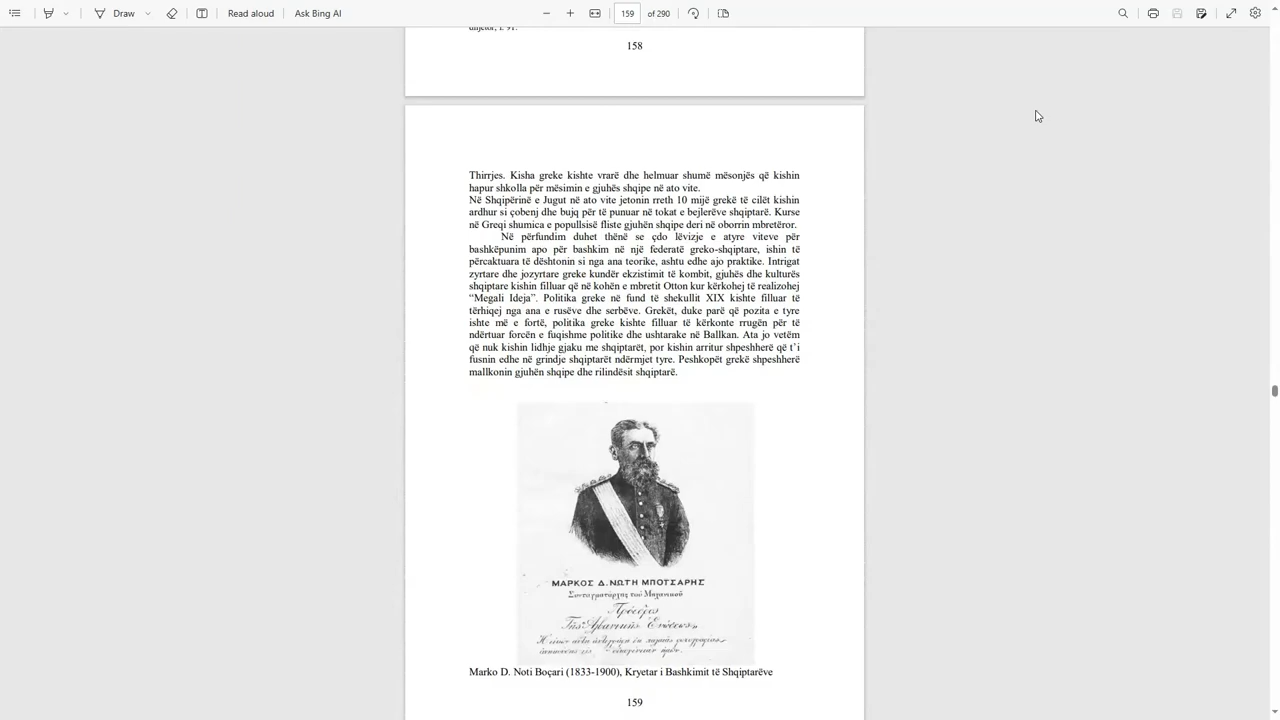 Draw
Read aloud
Ask Bing AI
159
of 290
158
Thirrjes. Kisha greke kishte vrarë dhe helmuar shumë mësonjës që kishin
hapur shkolla për mësimin e gjuhës shqipe në ato vite.
Në Shqipërinë e Jugut në ato vite jetonin rreth 10 mijë grekë të cilët kishin
ardhur si çobenj dhe bujq për të punuar në tokat e bejlerëve shqiptarë. Kurse
në Greqi shumica e popullsisë fliste gjuhën shqipe deri në oborrin mbretëror.
Në përfundim duhet thënë se çdo lëvizje e atyre viteve për
bashkëpunim apo për bashkim në një federatë greko-shqiptare, ishin të
përcaktuara të dështonin si nga ana teorike, ashtu edhe ajo praktike. Intrigat
zyrtare dhe jozyrtare greke kundër ekzistimit të kombit, gjuhës dhe kulturës
shqiptare kishin filluar që në kohën e mbretit Otton kur kërkohej të realizohej
“Megali Ideja”. Politika greke në fund të shekullit XIX kishte filluar të
tërhiqej nga ana e rusëve dhe serbëve. Grekët, duke parë që pozita e tyre
ishte më e fortë, politika greke kishte filluar të kërkonte rrugën për të
ndërtuar forcën e fuqishme politike dhe ushtarake në Ballkan. Ata jo vetëm
që nuk kishin lidhje gjaku me shqiptarët, por kishin arritur shpeshherë që t`i
fusnin edhe në grindje shqiptarët ndërmjet tyre. Peshkopët grekë shpeshherë
mallkonin gjuhën shqipe dhe rilindësit shqiptarë.
ΜΑΡΚΟΣ Δ. ΝΩΤΗ ΜΠΟΤΣΑΡΗΣ
Συνταγματάρχης τοῦ Μηχανικοῦ
Πρόεδρος
Τῆς Ἀλβανικῆς Ἑνώσεως
Marko D. Noti Boçari (1833-1900), Kryetar i Bashkimit të Shqiptarëve
159